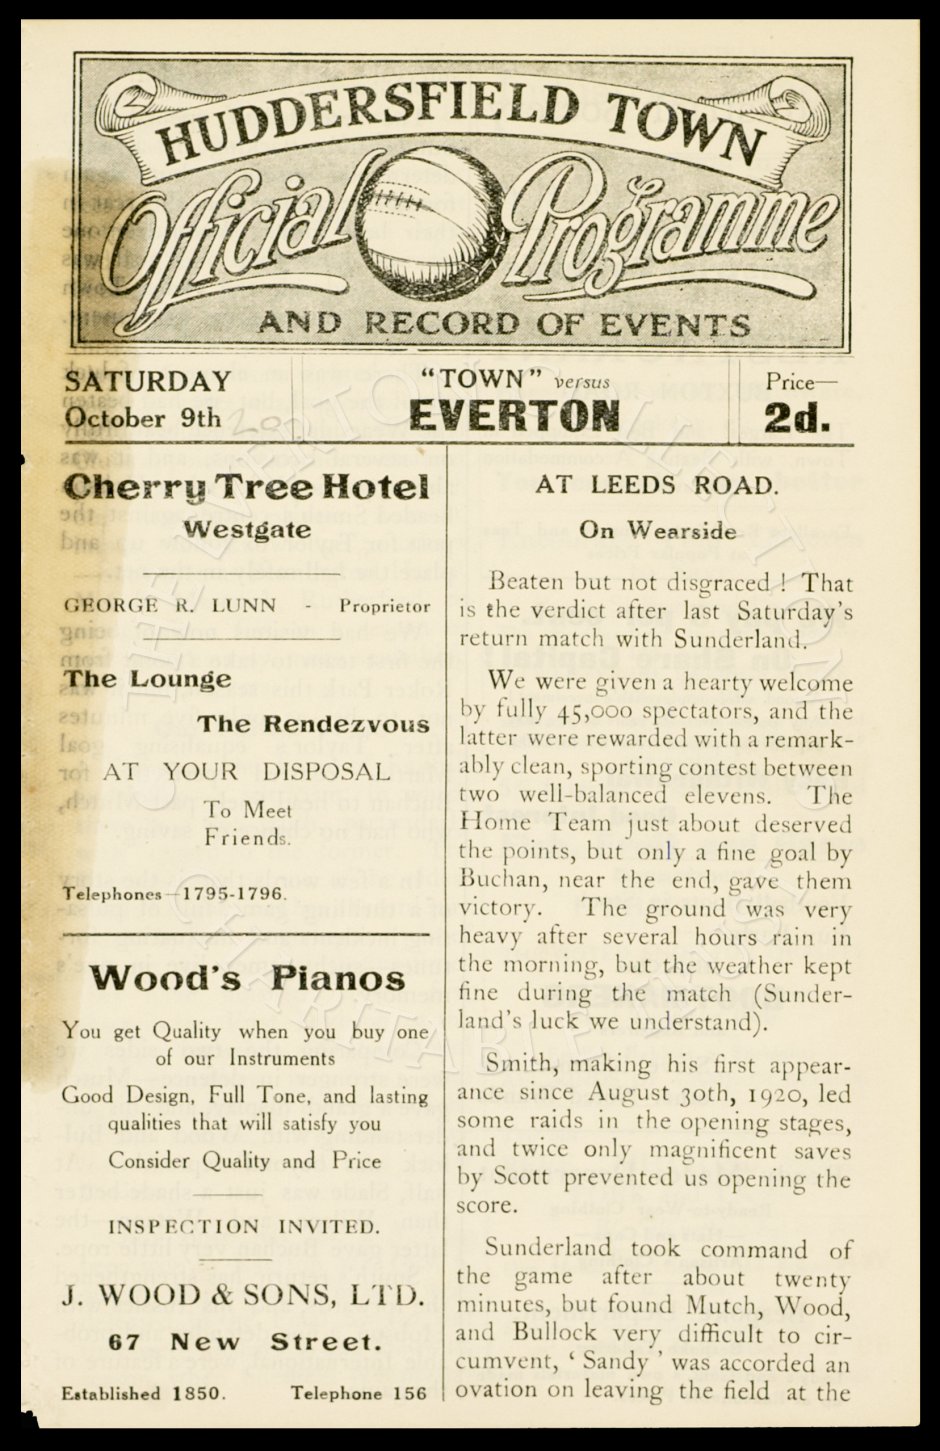 HUDDERSFIELD TOWN
Official Programme
AND RECORD OF EVENTS
SATURDAY
October 9th
"TOWN" versus
EVERTON
Price—
2d.
Cherry Tree Hotel
Westgate
GEORGE R. LUNN - Proprietor
The Lounge
The Rendezvous
AT YOUR DISPOSAL
To Meet
Friends.
Telephones—1795-1796.
Wood's Pianos
You get Quality when you buy one
of our Instruments
Good Design, Full Tone, and lasting
qualities that will satisfy you
Consider Quality and Price
INSPECTION INVITED.
J. WOOD & SONS, LTD.
67 New Street.
Established 1850. Telephone 156
AT LEEDS ROAD.
On Wearside
Beaten but not disgraced! That
is the verdict after last Saturday's
return match with Sunderland.
We were given a hearty welcome
by fully 45,000 spectators, and the
latter were rewarded with a remark-
ably clean, sporting contest between
two well-balanced elevens. The
Home Team just about deserved
the points, but only a fine goal by
Buchan, near the end, gave them
victory. The ground was very
heavy after several hours rain in
the morning, but the weather kept
fine during the match (Sunder-
land's luck we understand).
Smith, making his first appear-
ance since August 30th, 1920, led
some raids in the opening stages,
and twice only magnificent saves
by Scott prevented us opening the
score.
Sunderland took command of
the game after about twenty
minutes, but found Mutch, Wood,
and Bullock very difficult to cir-
cumvent, 'Sandy' was accorded an
ovation on leaving the field at the